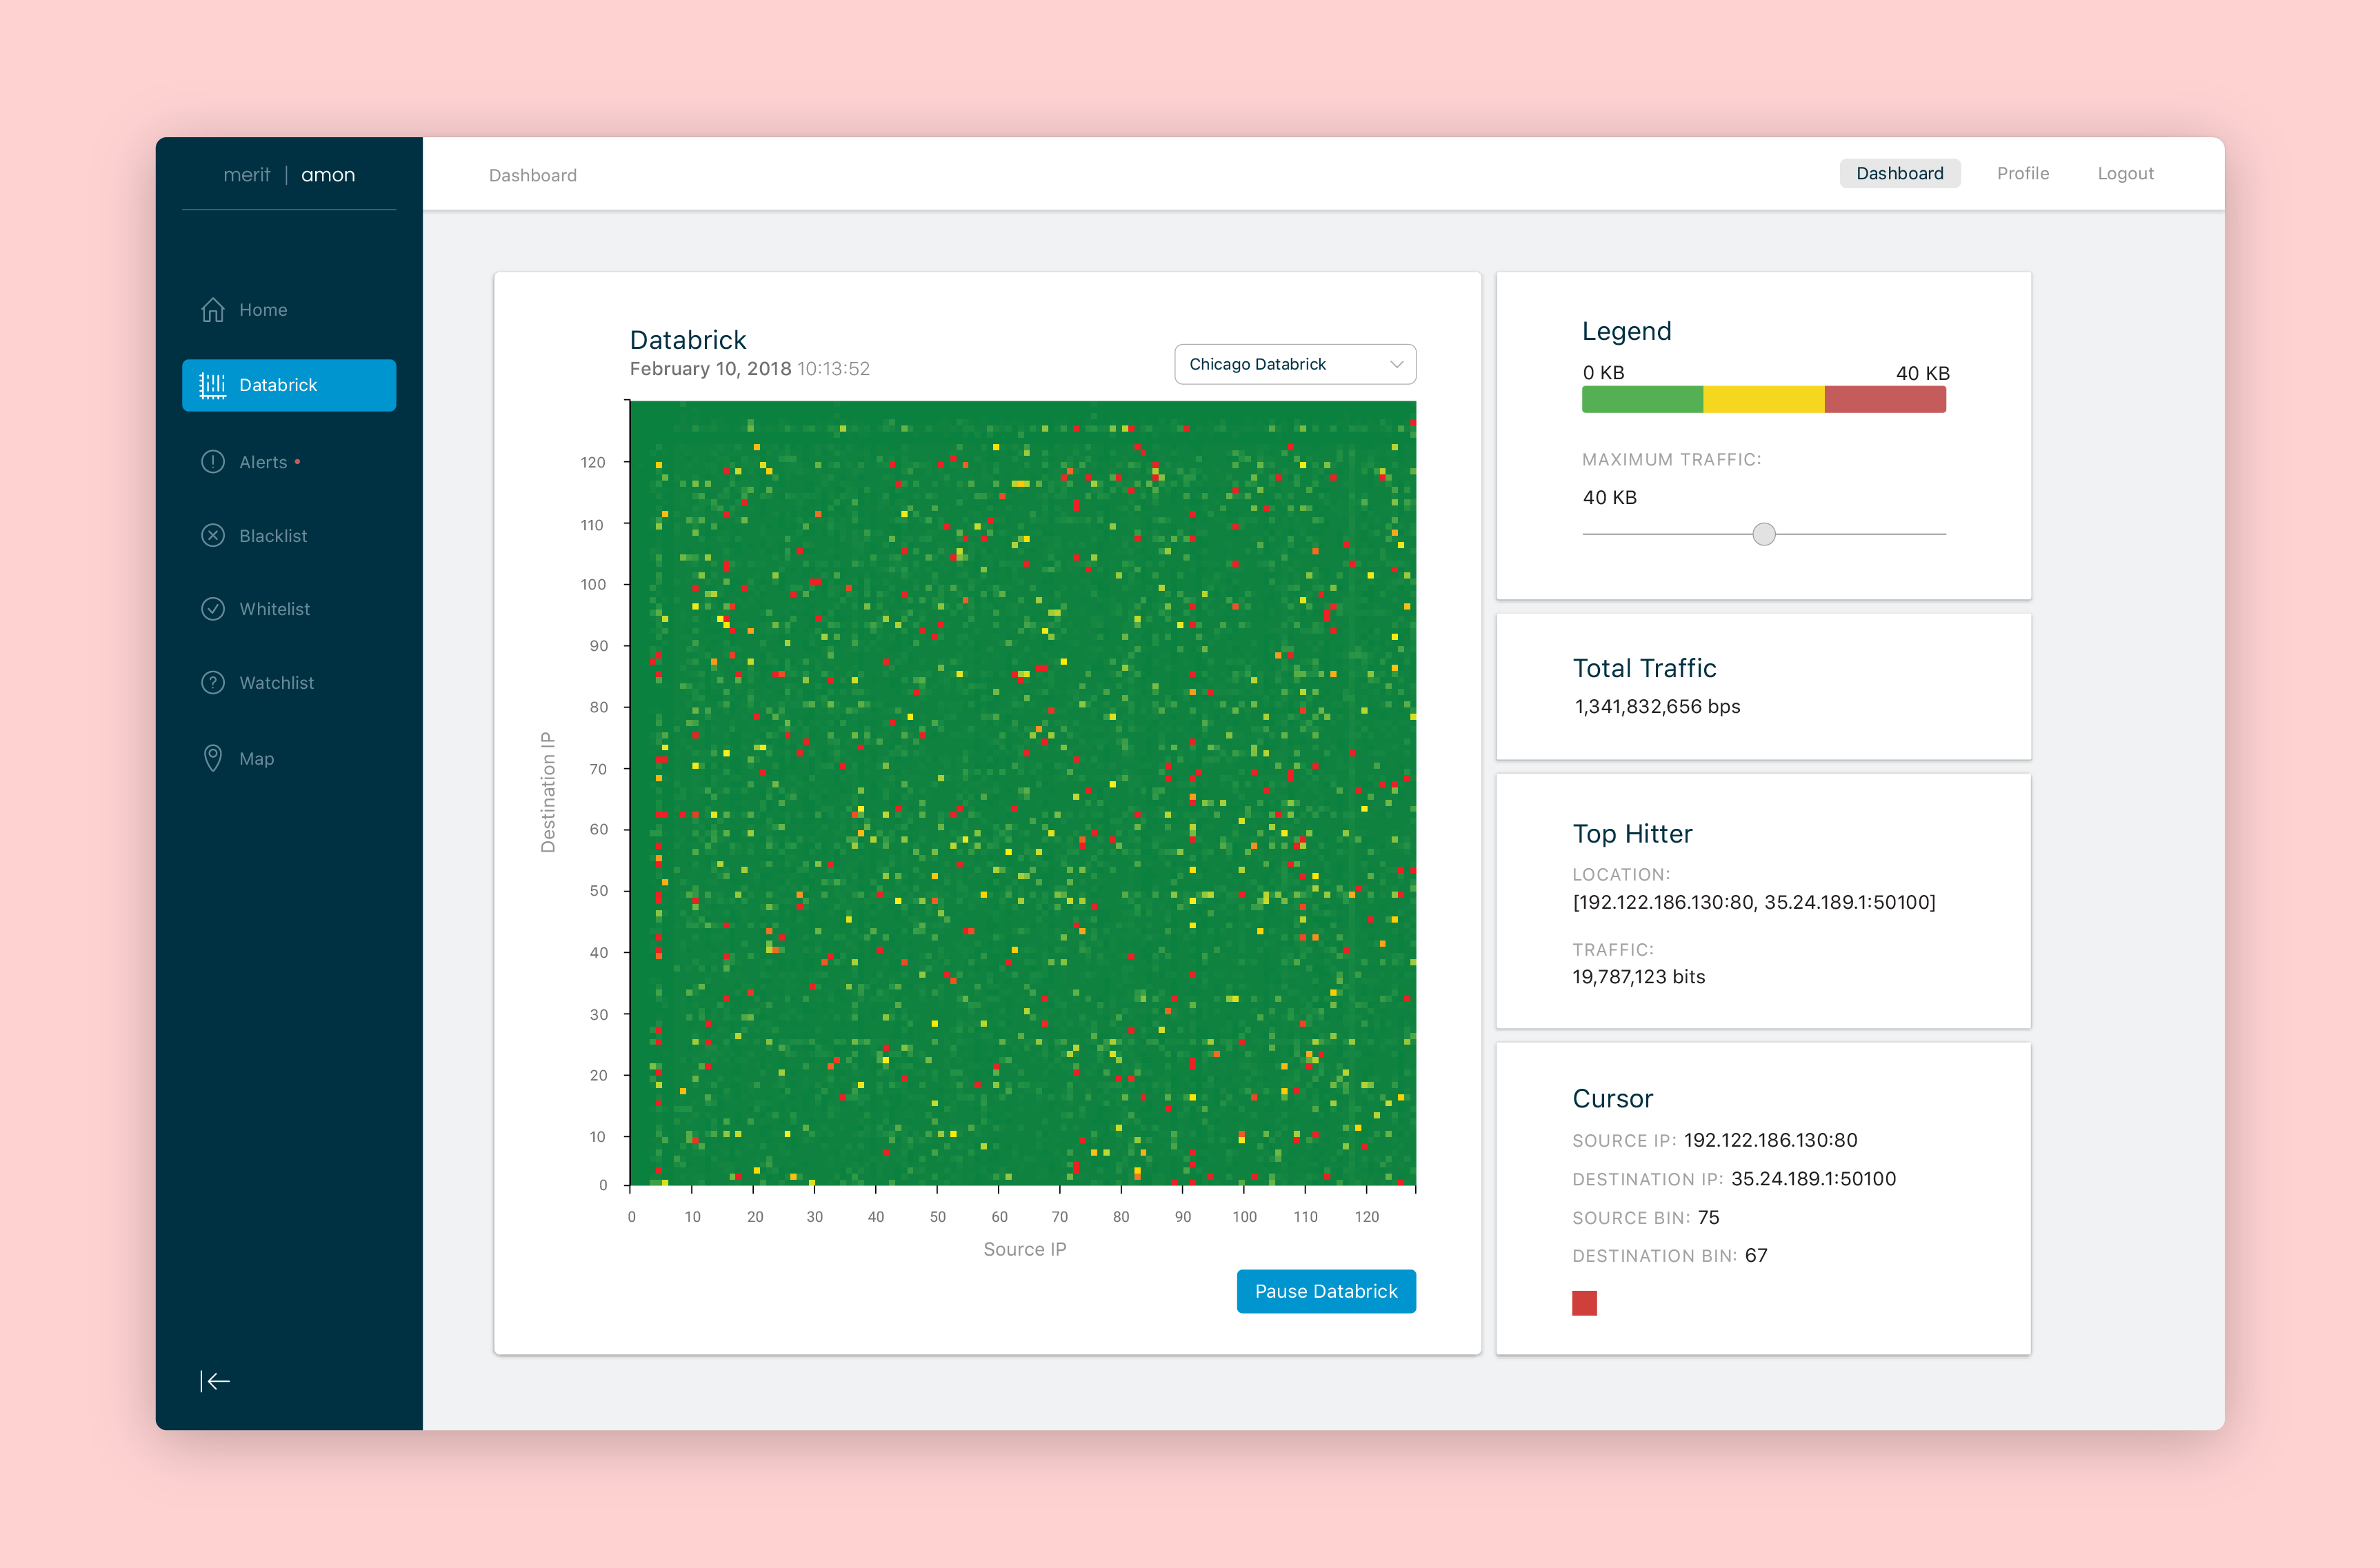 merit | amon
Dashboard
Dashboard
Profile
Logout
Home
Databrick
Alerts
Blacklist
Whitelist
Watchlist
Map
Databrick
February 10, 2018 10:13:52
Chicago Databrick
120
110
100
90
80
70
60
50
40
30
20
10
0
Destination IP
0 10 20 30 40 50 60 70 80 90 100 110 120
Source IP
Pause Databrick
Legend
0 KB 40 KB
MAXIMUM TRAFFIC:
40 KB
Total Traffic
1,341,832,656 bps
Top Hitter
LOCATION:
[192.122.186.130:80, 35.24.189.1:50100]
TRAFFIC:
19,787,123 bits
Cursor
SOURCE IP: 192.122.186.130:80
DESTINATION IP: 35.24.189.1:50100
SOURCE BIN: 75
DESTINATION BIN: 67